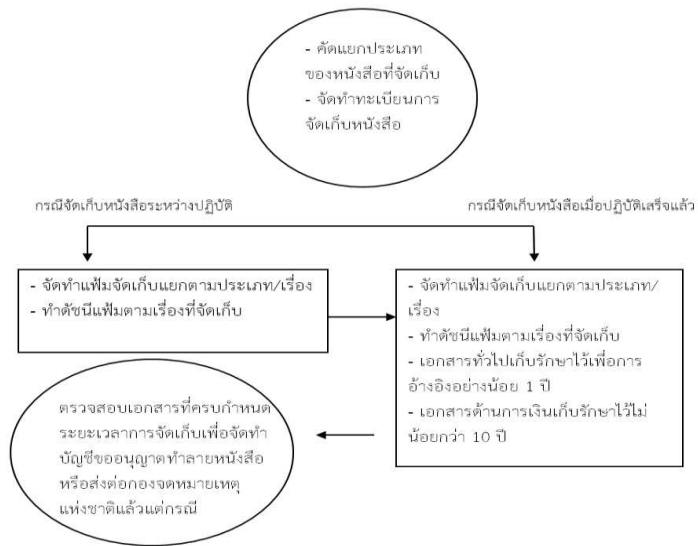 - คัดแยกประเภท
ของหนังสือที่จัดเก็บ
- จัดทำทะเบียนการ
จัดเก็บหนังสือ
กรณีจัดเก็บหนังสือระหว่างปฏิบัติ
กรณีจัดเก็บหนังสือเมื่อปฏิบัติเสร็จแล้ว
- จัดทำแฟ้มจัดเก็บแยกตามประเภท/เรื่อง
- ทำดัชนีแฟ้มตามเรื่องที่จัดเก็บ
- จัดทำแฟ้มจัดเก็บแยกตามประเภท/
เรื่อง
- ทำดัชนีแฟ้มตามเรื่องที่จัดเก็บ
- เอกสารทั่วไปเก็บรักษาไว้เพื่อการ
อ้างอิงอย่างน้อย 1 ปี
- เอกสารด้านการเงินเก็บรักษาไว้ไม่
น้อยกว่า 10 ปี
ตรวจสอบเอกสารที่ครบกำหนด
ระยะเวลาการจัดเก็บเพื่อจัดทำ
บัญชีขออนุญาตทำลายหนังสือ
หรือส่งต่อกองจดหมายเหตุ
แห่งชาติแล้วแต่กรณี